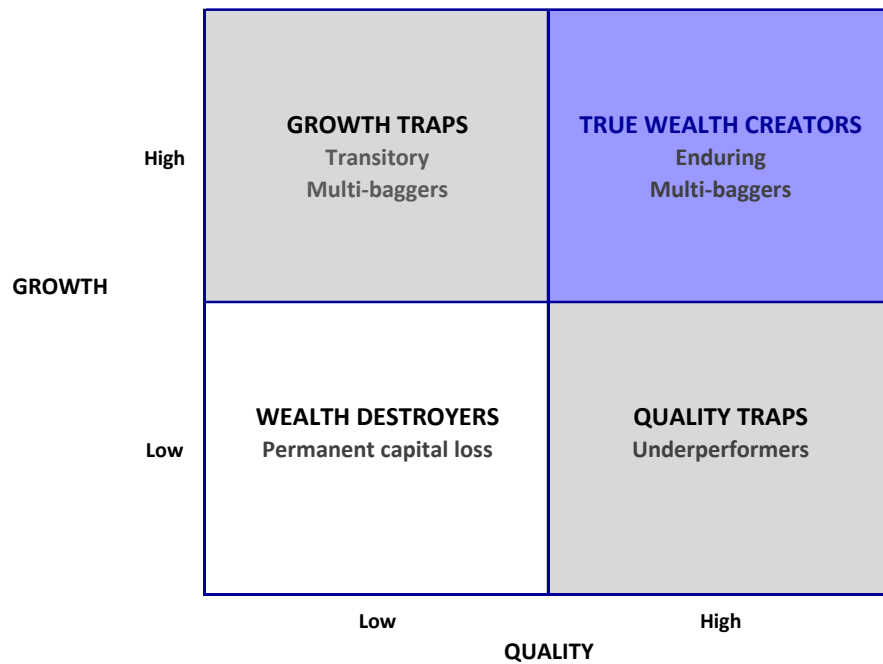 GROWTH TRAPS
Transitory
Multi-baggers
TRUE WEALTH CREATORS
Enduring
Multi-baggers
High
GROWTH
WEALTH DESTROYERS
Permanent capital loss
QUALITY TRAPS
Underperformers
Low
Low
High
QUALITY